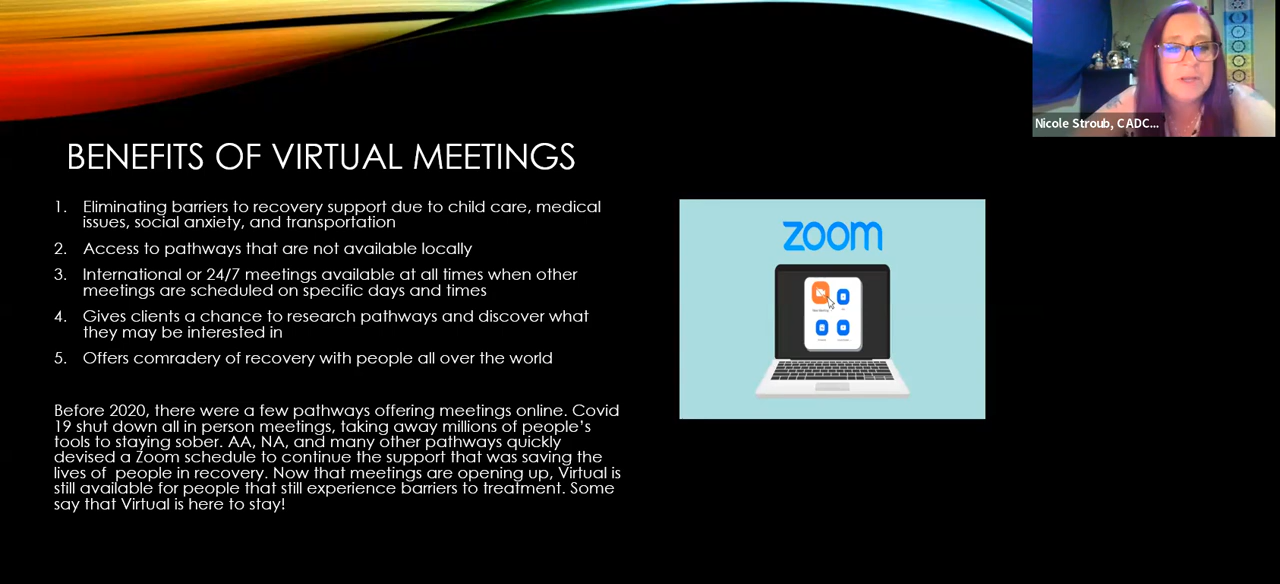 Nicole Stroub, CADC...
BENEFITS OF VIRTUAL MEETINGS
1. Eliminating barriers to recovery support due to child care, medical
issues, social anxiety, and transportation
2. Access to pathways that are not available locally
3. International or 24/7 meetings available at all times when other
meetings are scheduled on specific days and times
4. Gives clients a chance to research pathways and discover what
they may be interested in
5. Offers comradery of recovery with people all over the world
Before 2020, there were a few pathways offering meetings online. Covid
19 shut down all in person meetings, taking away millions of people's
tools to staying sober. AA, NA, and many other pathways quickly
devised a Zoom schedule to continue the support that was saving the
lives of  people in recovery. Now that meetings are opening up, Virtual is
still available for people that still experience barriers to treatment. Some
say that Virtual is here to stay!
zoom